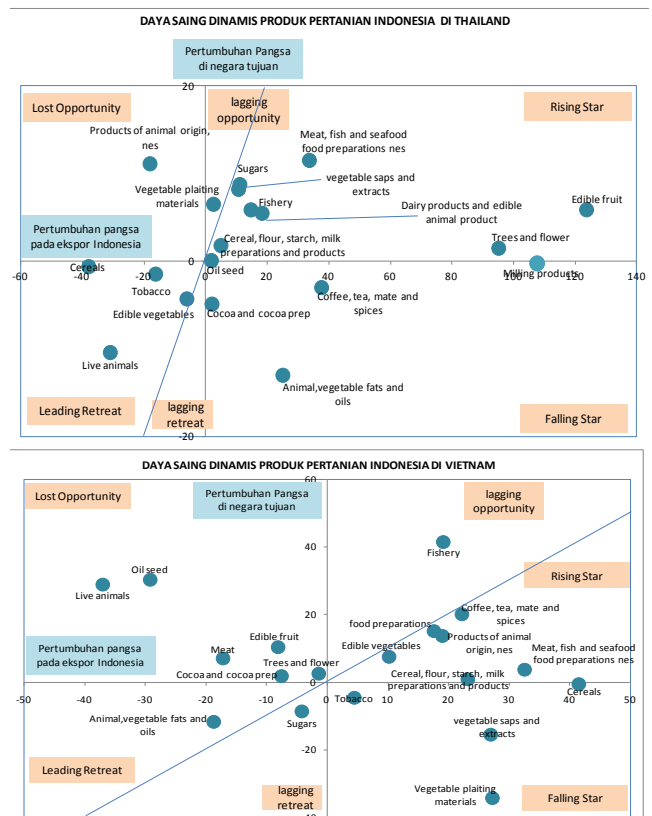 DAYA SAING DINAMIS PRODUK PERTANIAN INDONESIA DI THAILAND
Pertumbuhan Pangsa
di negara tujuan
20
Lost Opportunity
lagging
opportunity
Rising Star
Products of animal origin,
nes
Meat, fish and seafood
food preparations nes
Sugars
vegetable saps and
extracts
Vegetable plaiting
materials
Fishery
Dairy products and edible
animal product
Edible fruit
Pertumbuhan pangsa
pada ekspor Indonesia
Cereal, flour, starch, milk
preparations and products
Trees and flower
0
Cereals
Oil seed
Milling products
-60
-40
-20
0
20
40
60
80
100
120
140
Tobacco
Coffee, tea, mate and
spices
Edible vegetables
Cocoa and cocoa prep
Live animals
Animal,vegetable fats and
oils
Leading Retreat
lagging
retreat
Falling Star
-20
DAYA SAING DINAMIS PRODUK PERTANIAN INDONESIA DI VIETNAM
60
Lost Opportunity
Pertumbuhan Pangsa
di negara tujuan
lagging
opportunity
40
Fishery
Oil seed
Live animals
Rising Star
20
Coffee, tea, mate and
spices
food preparations
Products of animal
origin, nes
Edible fruit
Edible vegetables
Pertumbuhan pangsa
pada ekspor Indonesia
Meat
Meat, fish and seafood
food preparations nes
Trees and flower
Cocoa and cocoa prep
Cereal, flour, starch, milk
preparations and products
0
Cereals
-50
-40
-30
-20
-10
0
Tobacco
10
20
30
40
50
Animal,vegetable fats and
oils
Sugars
vegetable saps and
extracts
-20
Leading Retreat
Vegetable plaiting
materials
lagging
retreat
Falling Star
-40